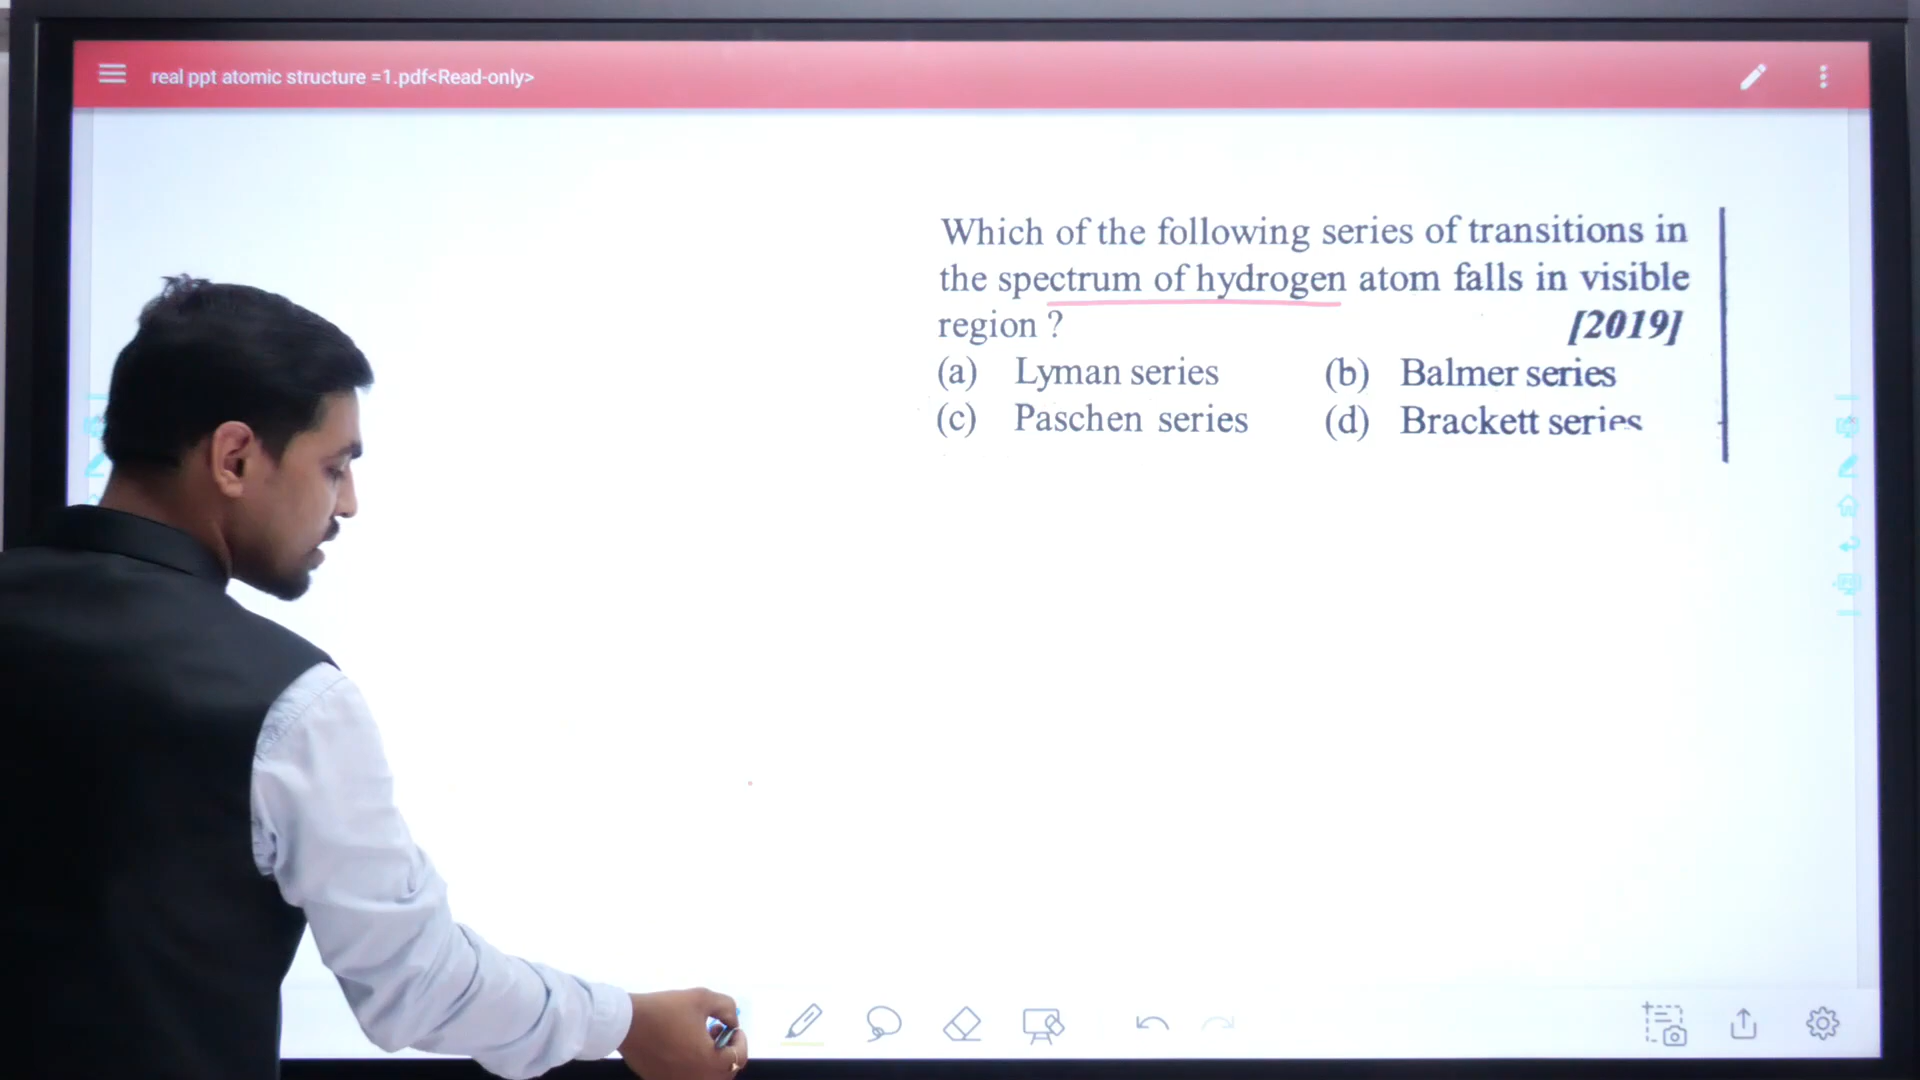 real ppt atomic structure =1.pdf<Read-only>
Which of the following series of transitions in
the spectrum of hydrogen atom falls in visible
region ? [2019]
(a) Lyman series (b) Balmer series
(c) Paschen series (d) Brackett series